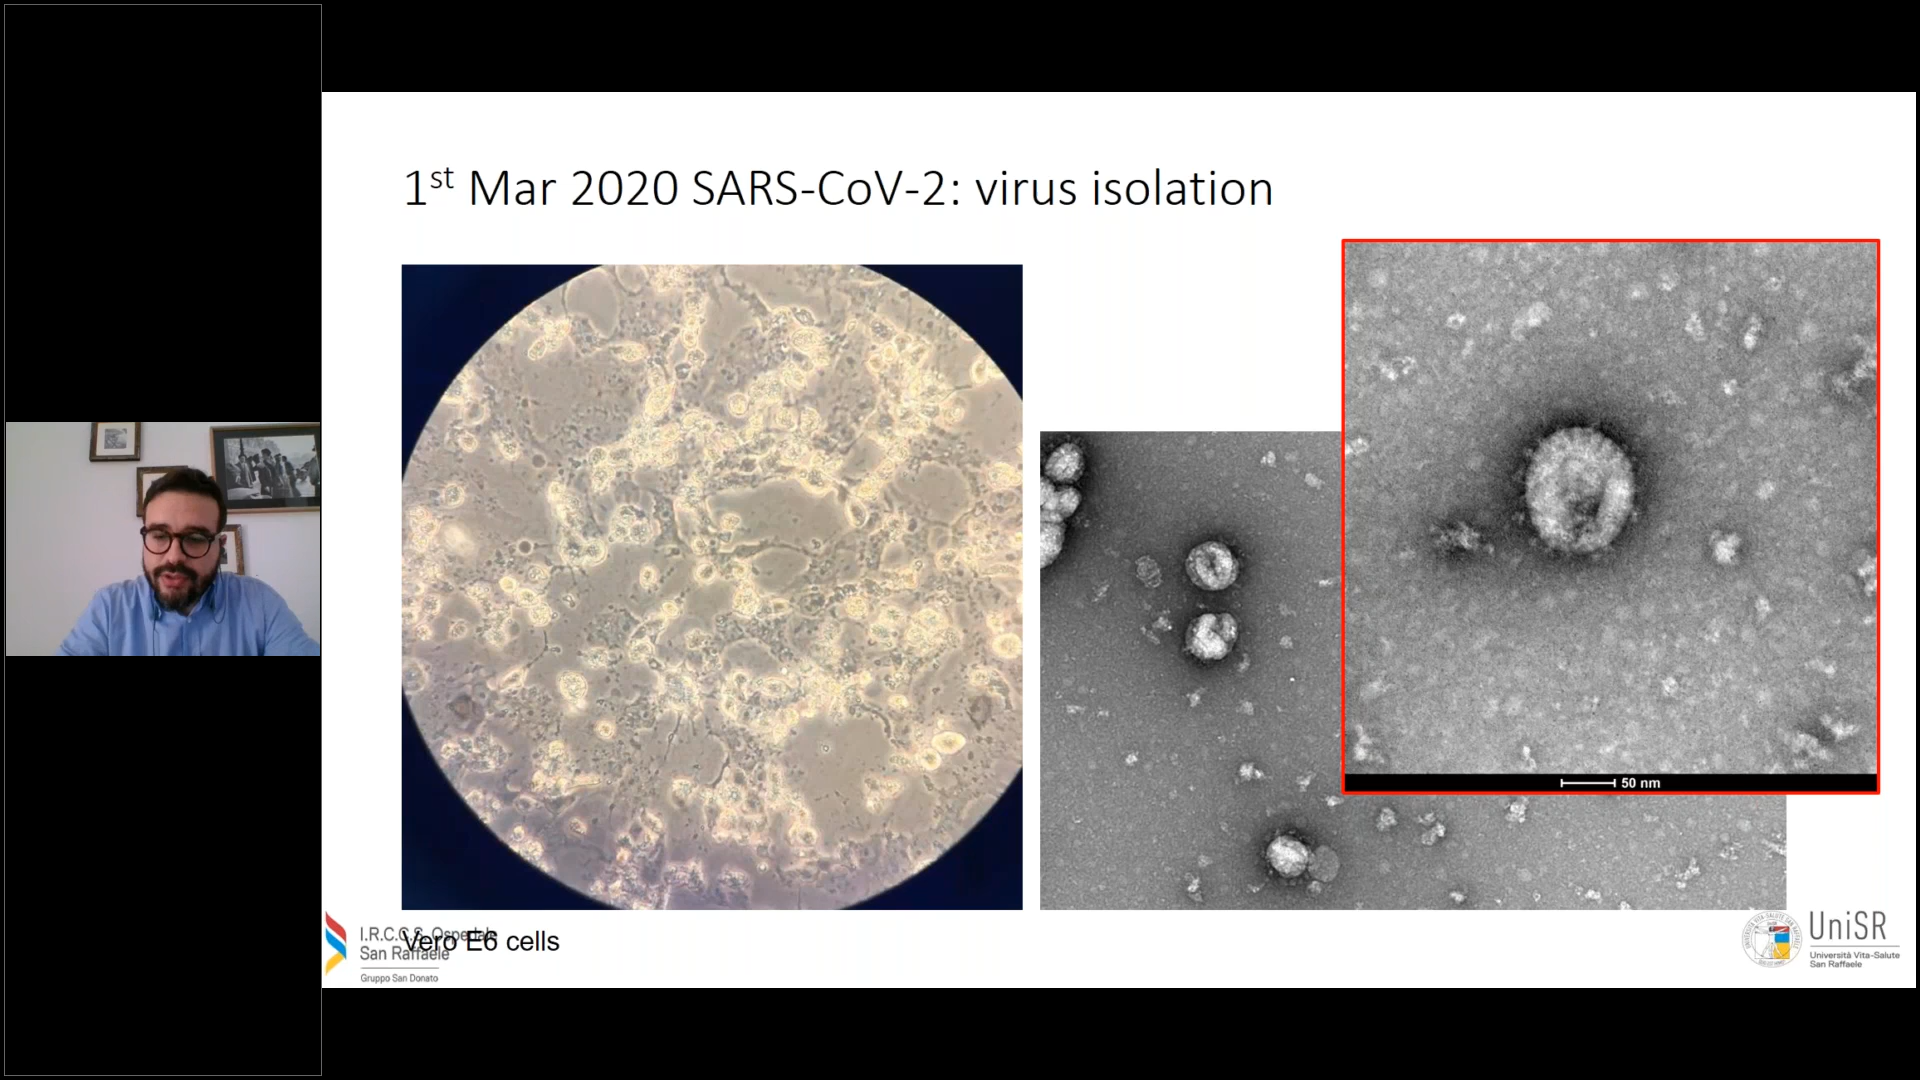 1st Mar 2020 SARS-CoV-2: virus isolation
50 nm
Vero E6 cells
I.R.C.C.S. Ospedale
San Raffaele
Gruppo San Donato
UniSR
Università Vita-Salute
San Raffaele